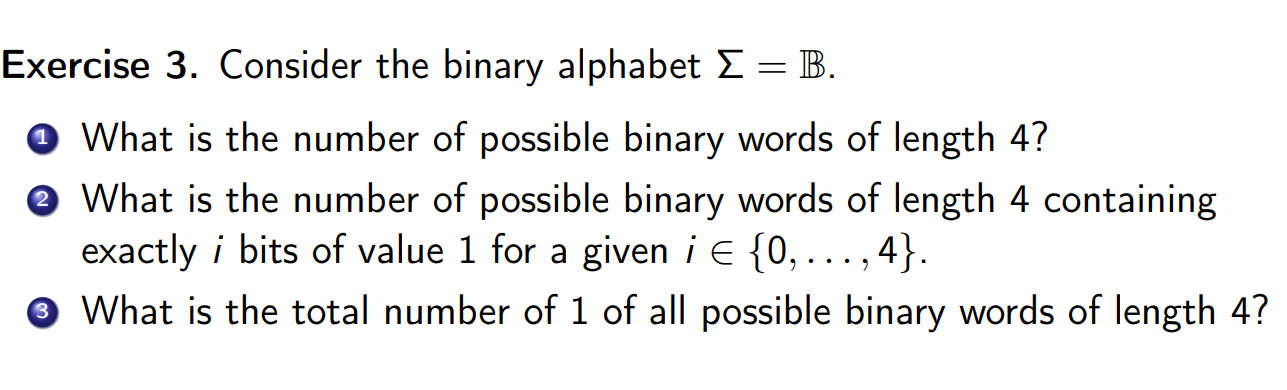 Exercise 3. Consider the binary alphabet Σ = 𝔹.
1 What is the number of possible binary words of length 4?
2 What is the number of possible binary words of length 4 containing
exactly i bits of value 1 for a given i ∈ {0, . . . , 4}.
3 What is the total number of 1 of all possible binary words of length 4?